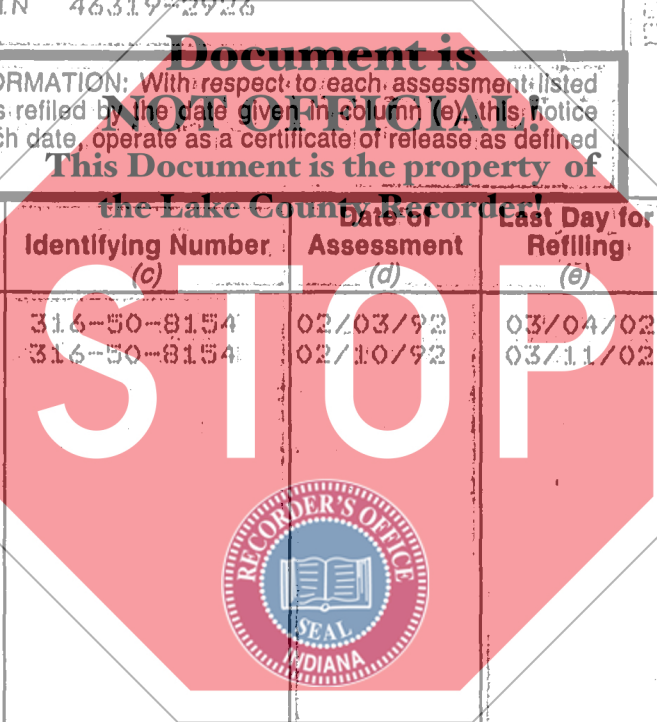 IN 46319-2926
Document is
ORMATION: With respect to each assessment listed
s refiled by the date given in column (e), this notice
NOT OFFICIAL!
ch date, operate as a certificate of release as defined
This Document is the property of
the Lake County Recorder!
Identifying Number (c)
Date of Assessment (d)
Last Day for Refiling (e)
316-50-8154 02/03/92 03/04/02
316-50-8154 02/10/92 03/11/02
STOP
RECORDER'S OFFICE
SEAL
INDIANA